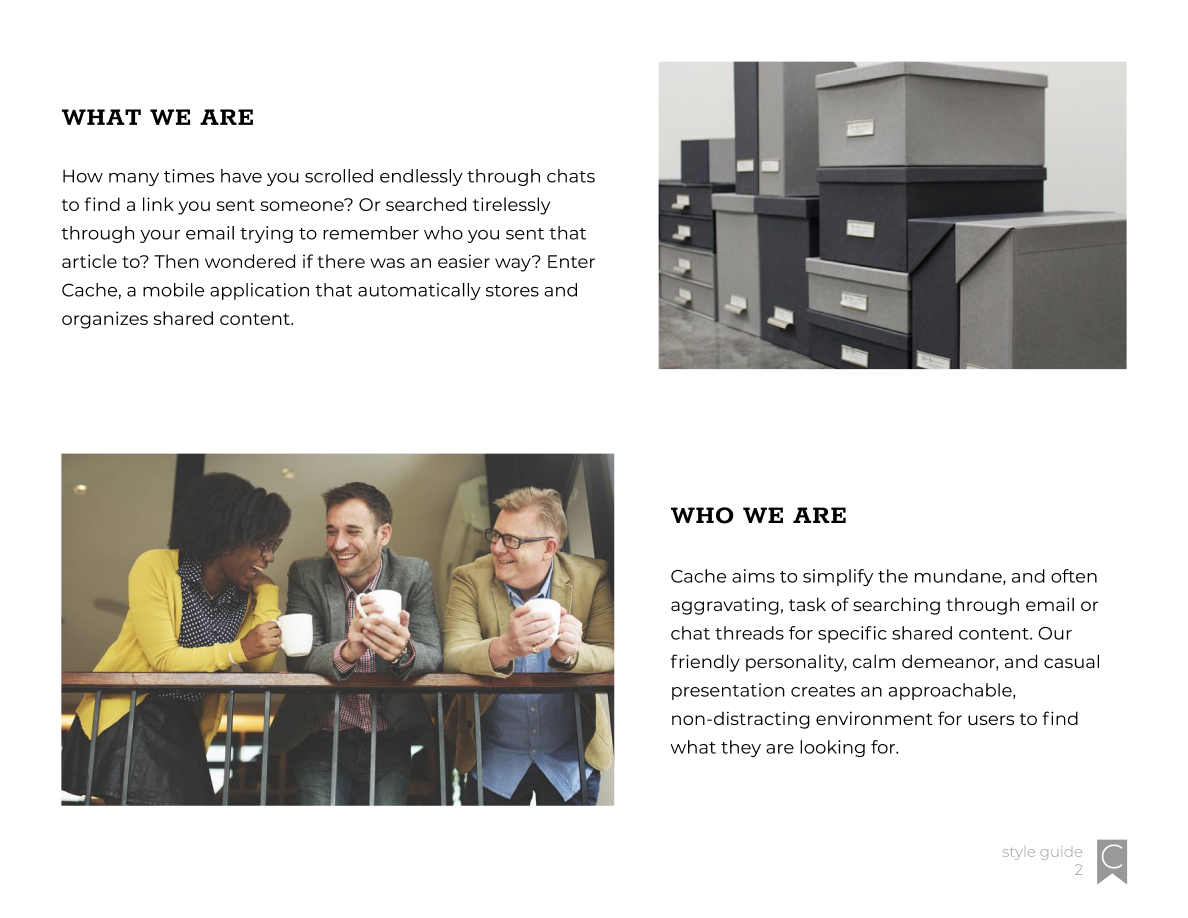 WHAT WE ARE
How many times have you scrolled endlessly through chats
to find a link you sent someone? Or searched tirelessly
through your email trying to remember who you sent that
article to? Then wondered if there was an easier way? Enter
Cache, a mobile application that automatically stores and
organizes shared content.
WHO WE ARE
Cache aims to simplify the mundane, and often
aggravating, task of searching through email or
chat threads for specific shared content. Our
friendly personality, calm demeanor, and casual
presentation creates an approachable,
non-distracting environment for users to find
what they are looking for.
style guide
2
C